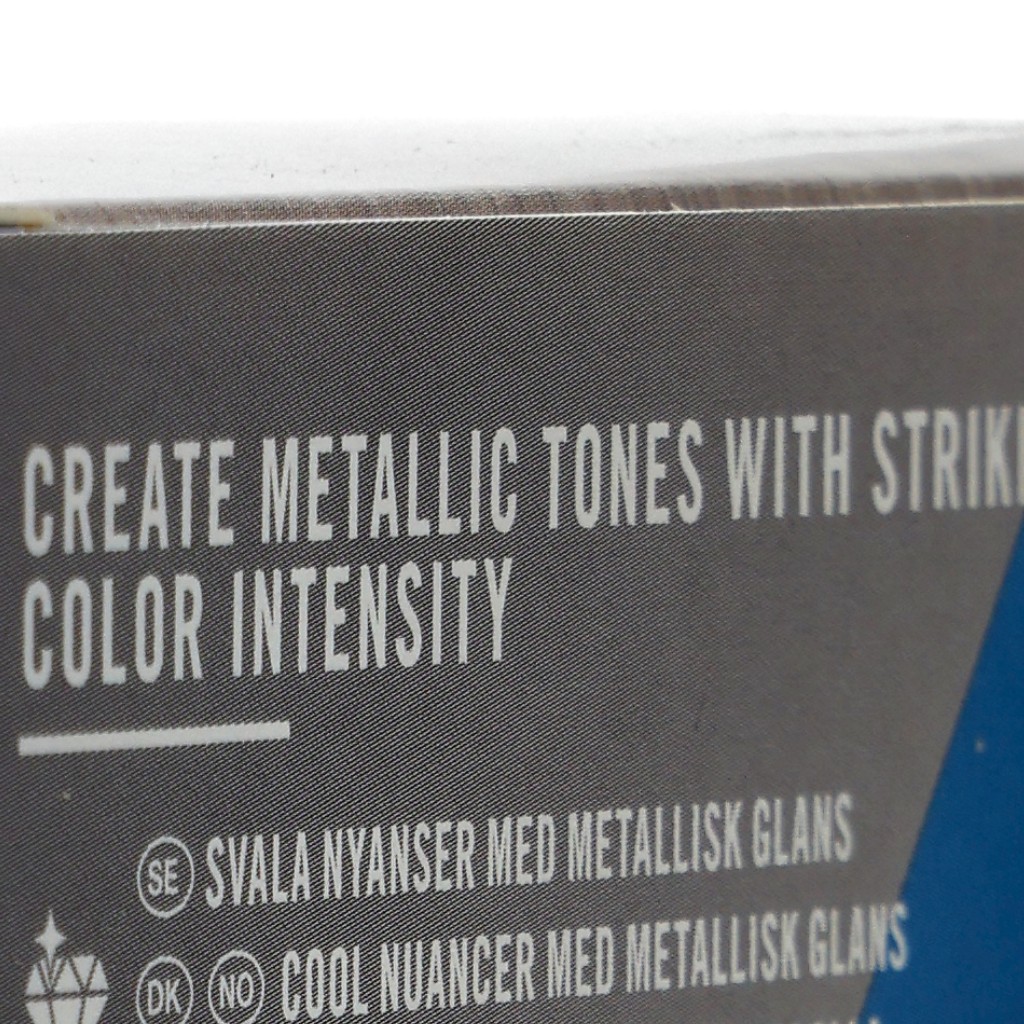 CREATE METALLIC TONES WITH
COLOR INTENSITY
SE SVALA NYANSER MED METALLISK GLANS
DK NO COOL NUANCER MED METALLISK GLANS